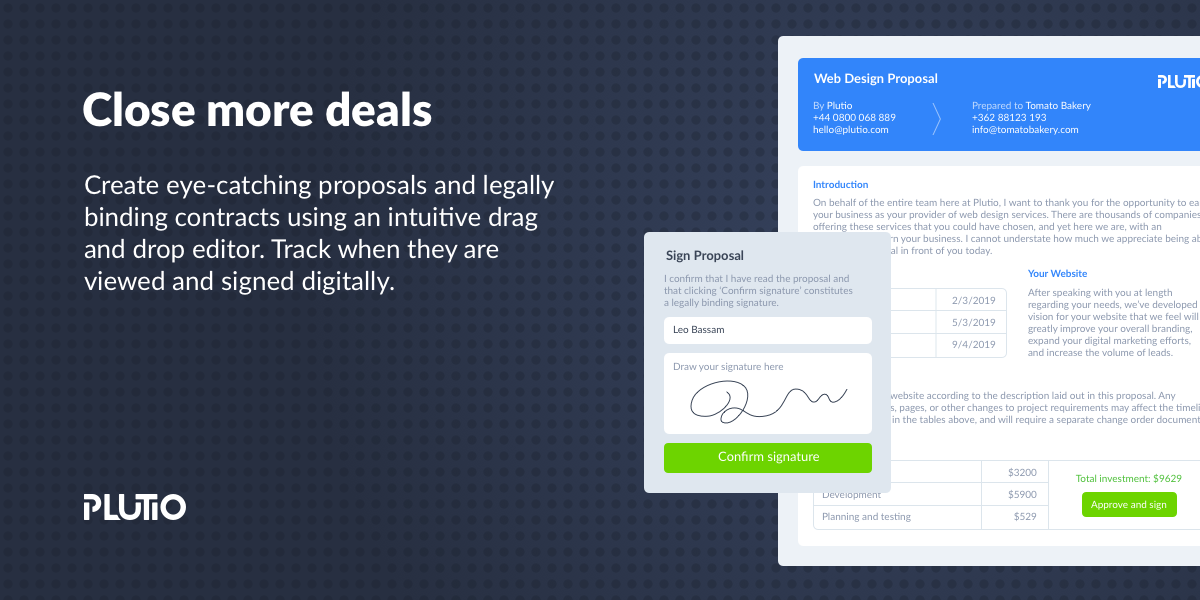 Close more deals
Create eye-catching proposals and legally
binding contracts using an intuitive drag
and drop editor. Track when they are
viewed and signed digitally.
PLUTIO
Web Design Proposal
By Plutio
+44 0800 068 889
hello@plutio.com
Prepared to Tomato Bakery
+362 88123 193
info@tomatobakery.com
Introduction
On behalf of the entire team here at Plutio, I want to thank you for the opportunity to
your business as your provider of web design services. There are thousands of companies
offering these services that you could have chosen, and yet here we are, with an
your business. I cannot understate how much we appreciate being
in front of you today.
Sign Proposal
I confirm that I have read the proposal and
that clicking ‘Confirm signature’ constitutes
a legally binding signature.
Leo Bassam
Draw your signature here
Confirm signature
2/3/2019
5/3/2019
9/4/2019
Your Website
After speaking with you at length
regarding your needs, we’ve developed
vision for your website that we feel will
greatly improve your overall branding,
expand your digital marketing efforts,
and increase the volume of leads.
website according to the description laid out in this proposal. Any
pages, or other changes to project requirements may affect the
in the tables above, and will require a separate change order document
$3200
Development $5900
Planning and testing $529
Total investment: $9629
Approve and sign